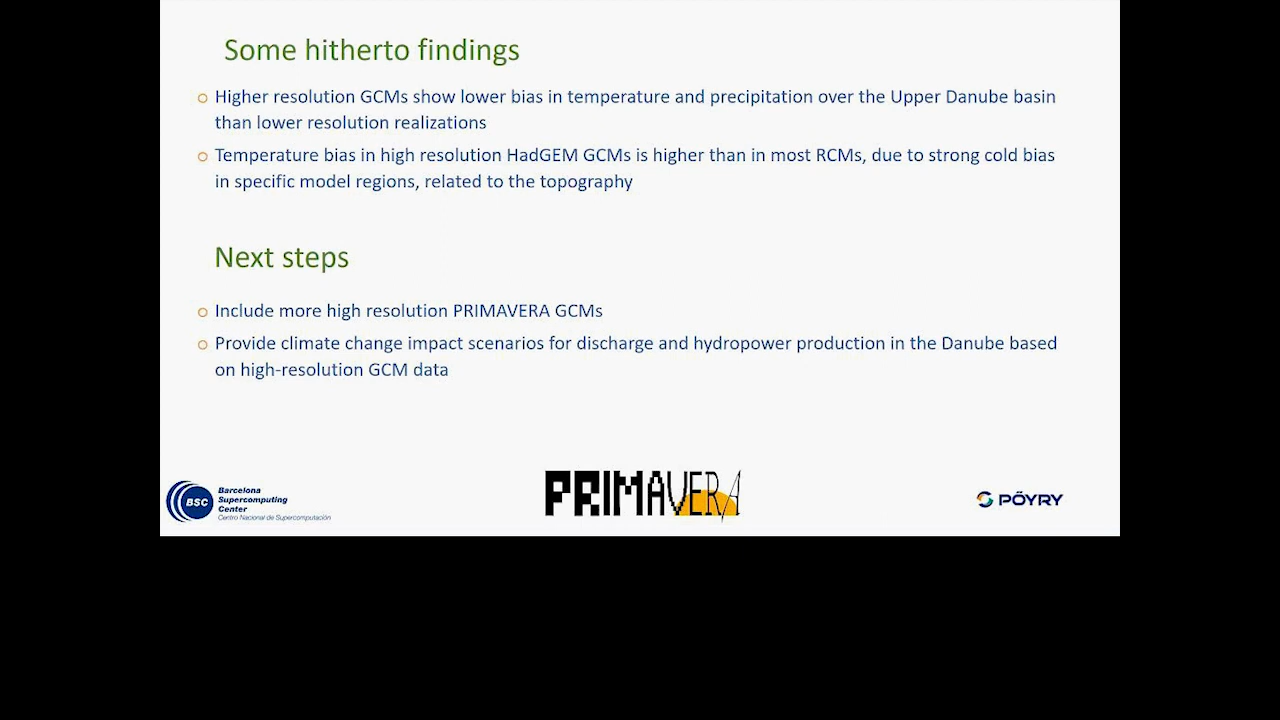 Some hitherto findings
Higher resolution GCMs show lower bias in temperature and precipitation over the Upper Danube basin
than lower resolution realizations
Temperature bias in high resolution HadGEM GCMs is higher than in most RCMs, due to strong cold bias
in specific model regions, related to the topography
Next steps
Include more high resolution PRIMAVERA GCMs
Provide climate change impact scenarios for discharge and hydropower production in the Danube based
on high-resolution GCM data
BSC
Barcelona
Supercomputing
Center
Centro Nacional de Supercomputación
PRIMAVERA
PÖYRY